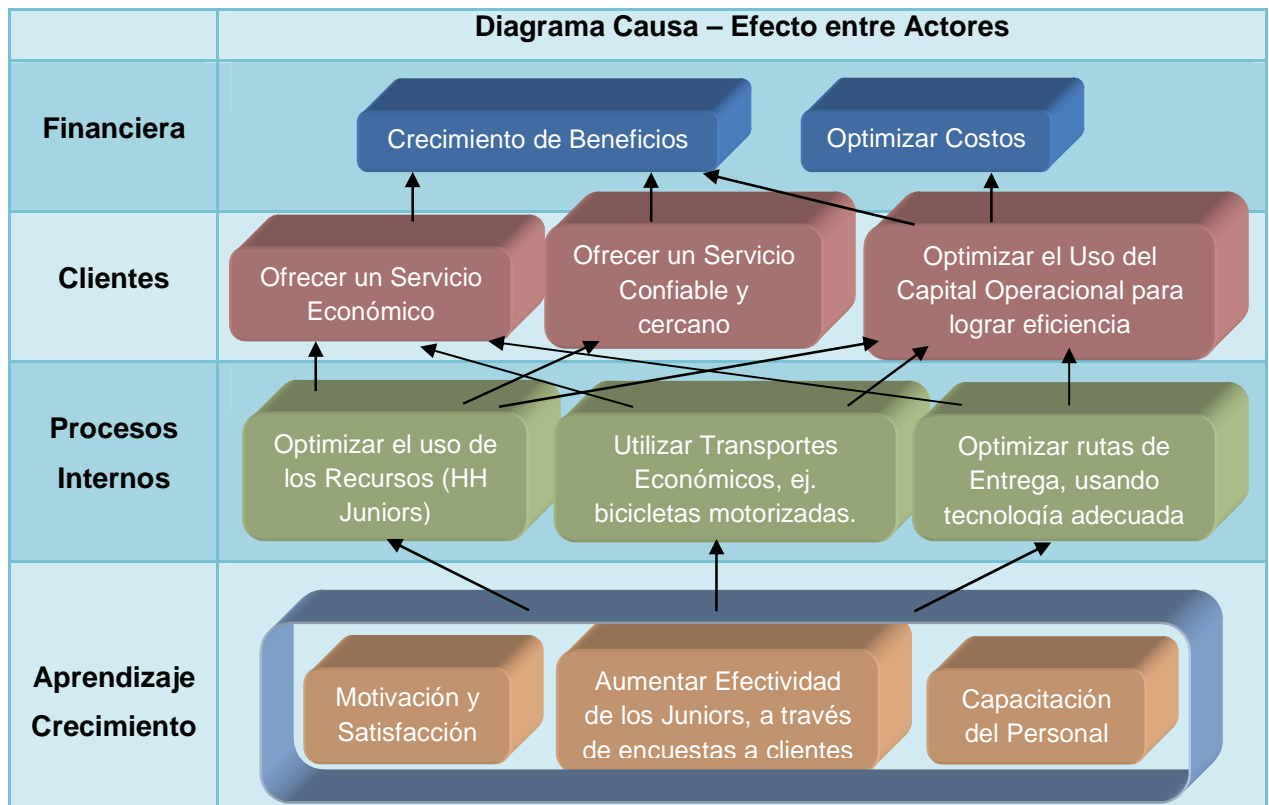 Diagrama Causa – Efecto entre Actores
Financiera
Crecimiento de Beneficios
Optimizar Costos
Clientes
Ofrecer un Servicio
Económico
Ofrecer un Servicio
Confiable y
cercano
Optimizar el Uso del
Capital Operacional para
lograr eficiencia
Procesos
Internos
Optimizar el uso de
los Recursos (HH
Juniors)
Utilizar Transportes
Económicos, ej.
bicicletas motorizadas.
Optimizar rutas de
Entrega, usando
tecnología adecuada
Aprendizaje
Crecimiento
Motivación y
Satisfacción
Aumentar Efectividad
de los Juniors, a través
de encuestas a clientes
Capacitación
del Personal